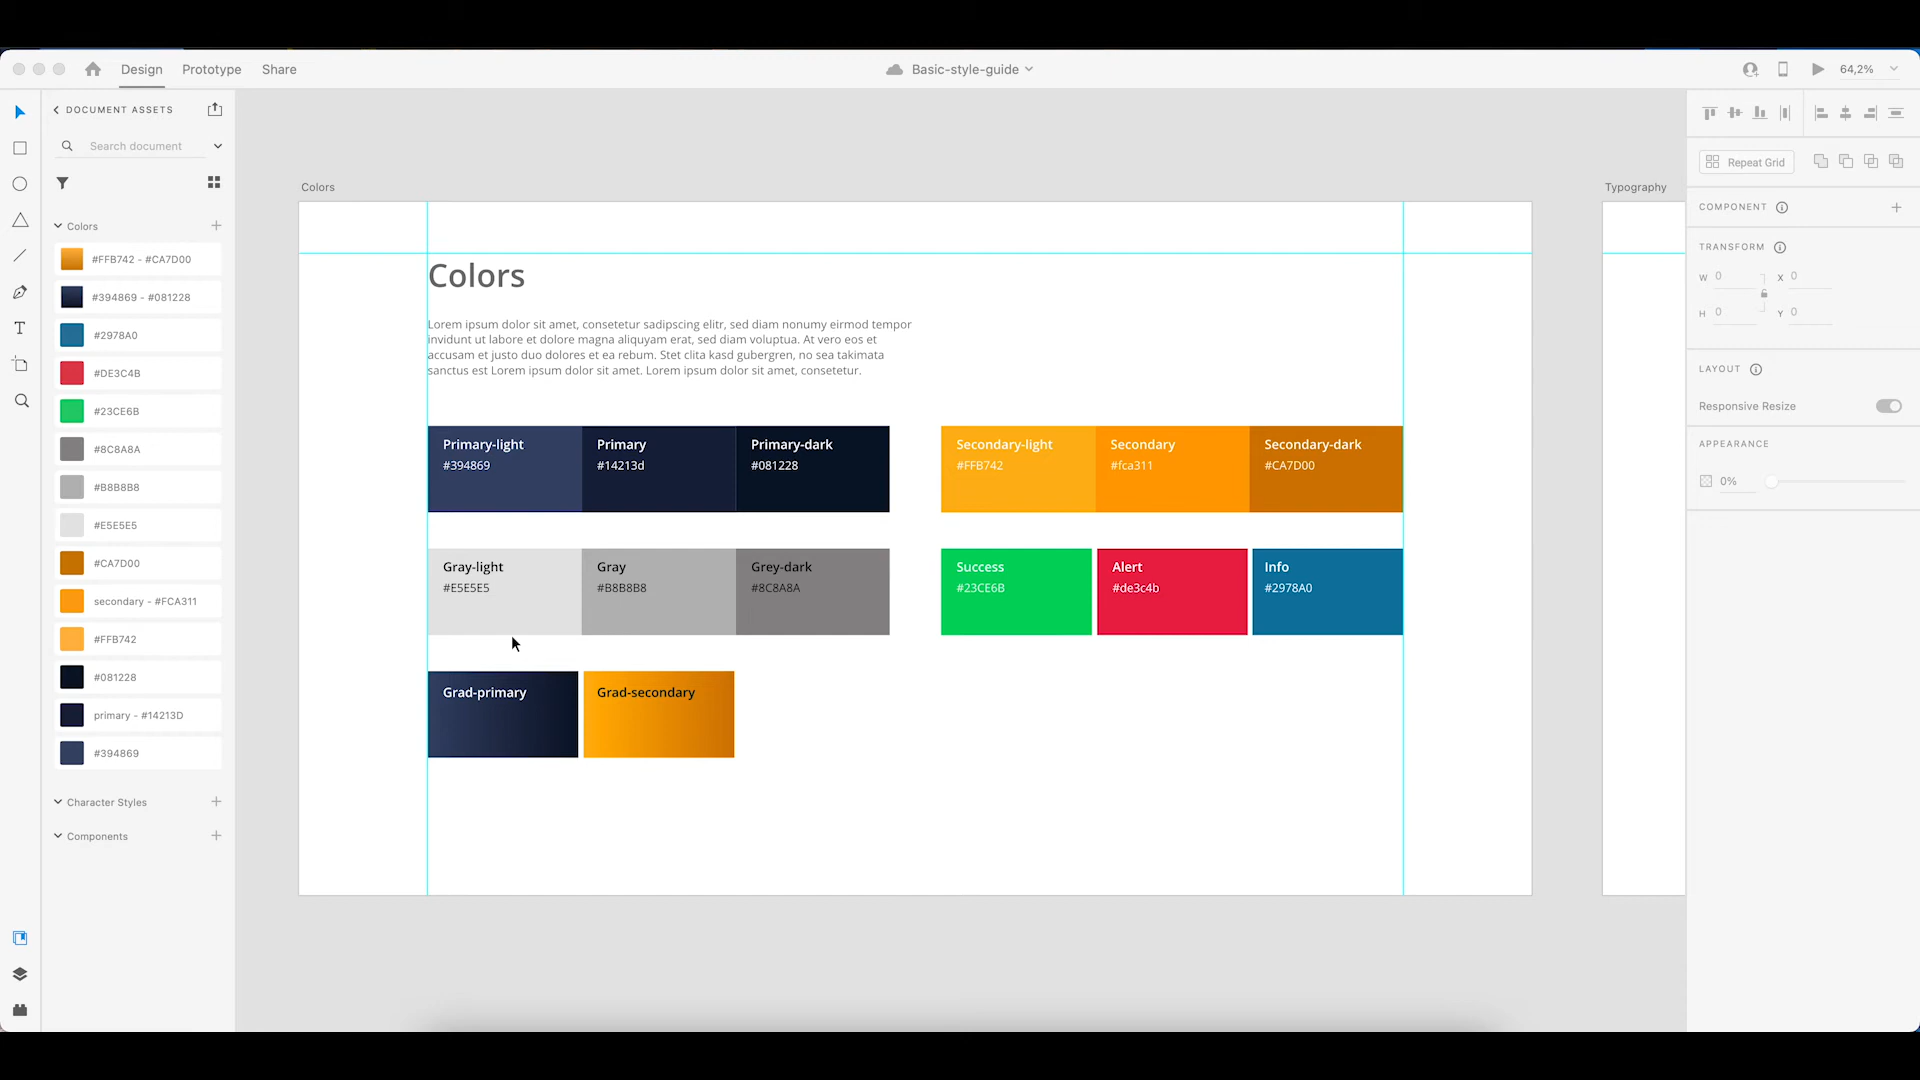 Design Prototype Share
Basic-style-guide
64,2%
DOCUMENT ASSETS
Search document
Colors
#FFB742 - #CA7D00
#394869 - #081228
#2978A0
#DE3C4B
#23CE6B
#8C8A8A
#B8B8B8
#E5E5E5
#CA7D00
secondary - #FCA311
#FFB742
#081228
primary - #14213D
#394869
Character Styles
Components
Colors
Colors
Lorem ipsum dolor sit amet, consetetur sadipscing elitr, sed diam nonumy eirmod tempor
invidunt ut labore et dolore magna aliquyam erat, sed diam voluptua. At vero eos et
accusam et justo duo dolores et ea rebum. Stet clita kasd gubergren, no sea takimata
sanctus est Lorem ipsum dolor sit amet. Lorem ipsum dolor sit amet, consetetur.
Primary-light
#394869
Primary
#14213d
Primary-dark
#081228
Secondary-light
#FFB742
Secondary
#fca311
Secondary-dark
#CA7D00
Gray-light
#E5E5E5
Gray
#B8B8B8
Grey-dark
#8C8A8A
Success
#23CE6B
Alert
#de3c4b
Info
#2978A0
Grad-primary
Grad-secondary
Typography
Repeat Grid
COMPONENT
TRANSFORM
W 0 X 0
H 0 Y 0
LAYOUT
Responsive Resize
APPEARANCE
0%